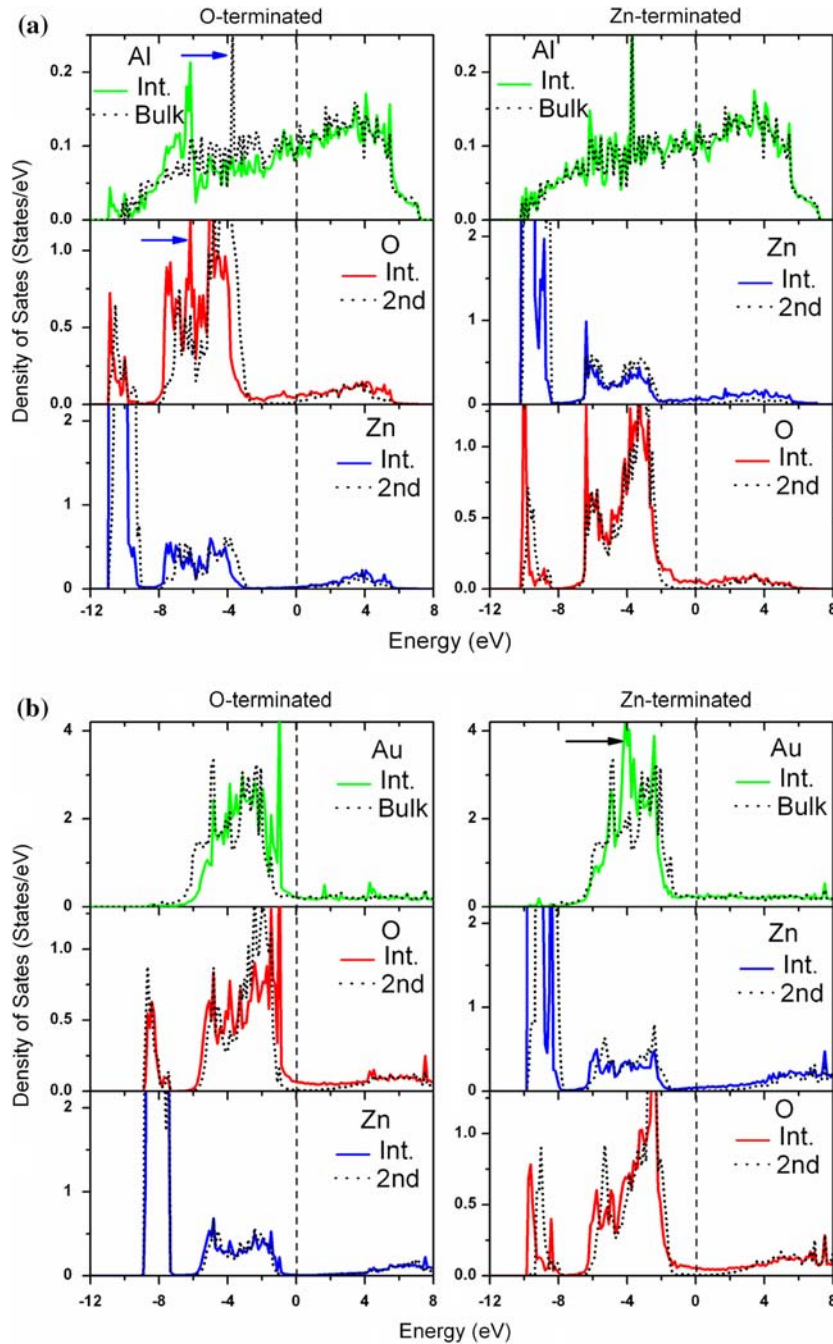 (a)
O-terminated
Zn-terminated
Al
Int.
Bulk
0.2
0.1
0.0
Al
Int.
Bulk
0.2
0.1
0.0
O
Int.
2nd
1.0
0.5
0.0
Zn
Int.
2nd
2
1
0
Zn
Int.
2nd
2
1
0
O
Int.
2nd
1.0
0.5
0.0
-12 -8 -4 0 4 8
-12 -8 -4 0 4 8
Density of Sates (States/eV)
Energy (eV)
(b)
O-terminated
Zn-terminated
Au
Int.
Bulk
4
2
0
Au
Int.
Bulk
4
2
0
O
Int.
2nd
1.0
0.5
0.0
Zn
Int.
2nd
2
1
0
Zn
Int.
2nd
2
1
0
O
Int.
2nd
1.0
0.5
0.0
-12 -8 -4 0 4 8
-12 -8 -4 0 4 8
Density of Sates (States/eV)
Energy (eV)